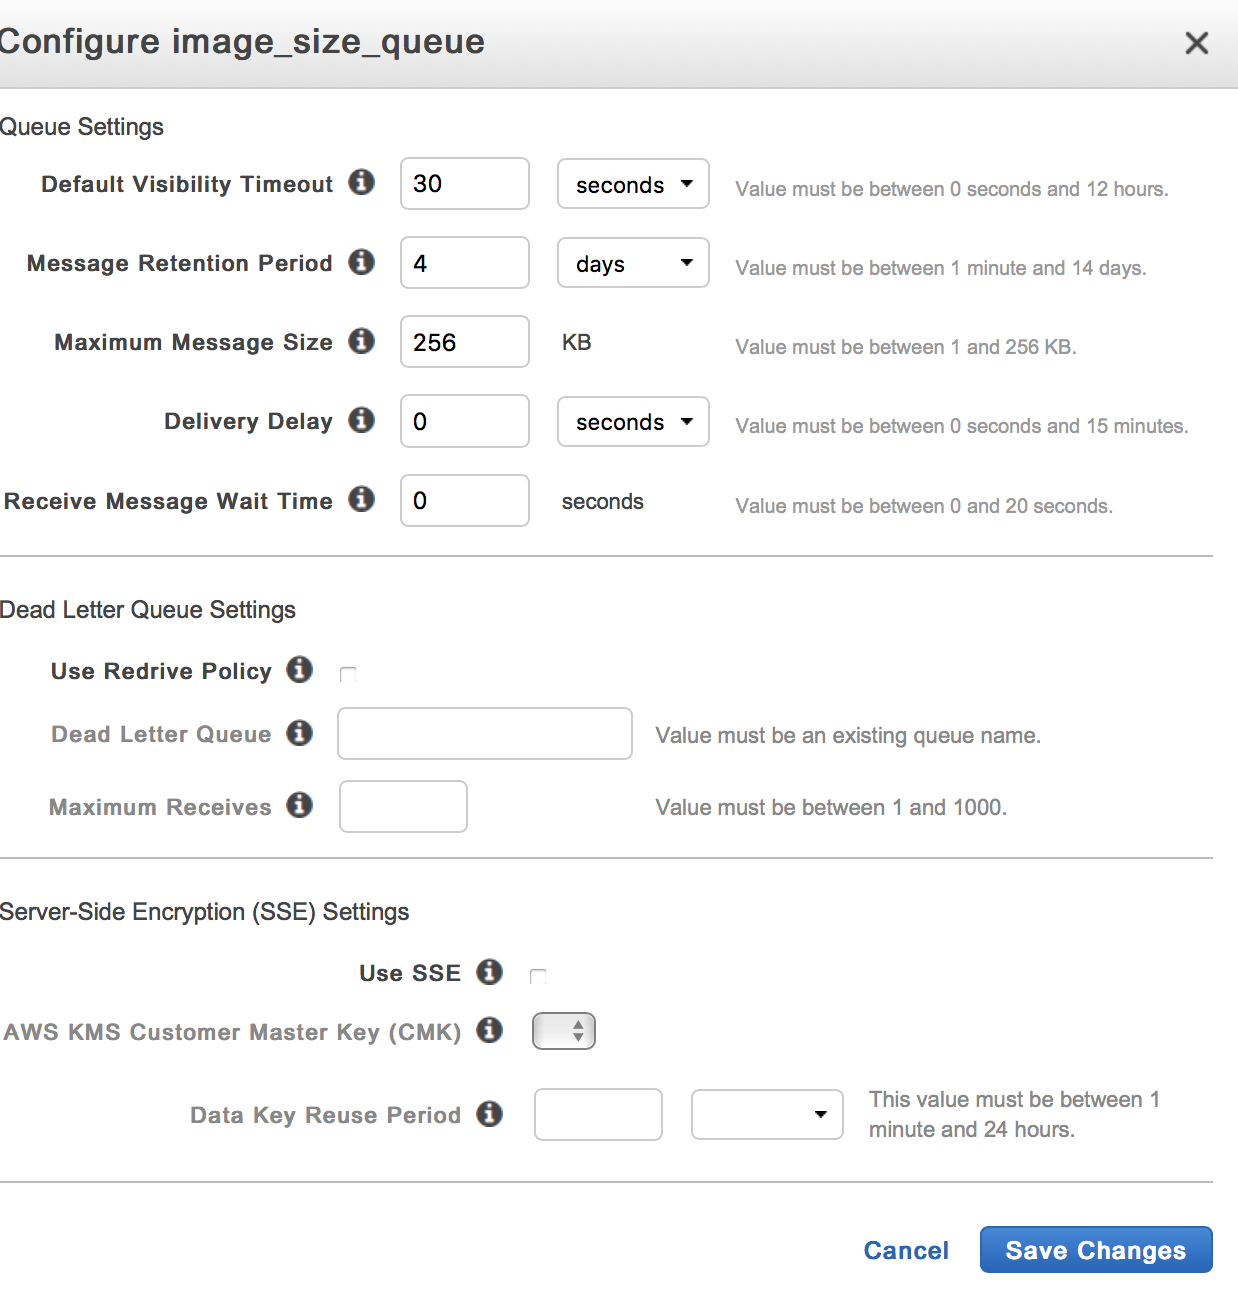 Configure image_size_queue
Queue Settings
Default Visibility Timeout 30 seconds Value must be between 0 seconds and 12 hours.
Message Retention Period 4 days Value must be between 1 minute and 14 days.
Maximum Message Size 256 KB Value must be between 1 and 256 KB.
Delivery Delay 0 seconds Value must be between 0 seconds and 15 minutes.
Receive Message Wait Time 0 seconds Value must be between 0 and 20 seconds.
Dead Letter Queue Settings
Use Redrive Policy
Dead Letter Queue Value must be an existing queue name.
Maximum Receives Value must be between 1 and 1000.
Server-Side Encryption (SSE) Settings
Use SSE
AWS KMS Customer Master Key (CMK)
Data Key Reuse Period This value must be between 1
minute and 24 hours.
Cancel Save Changes